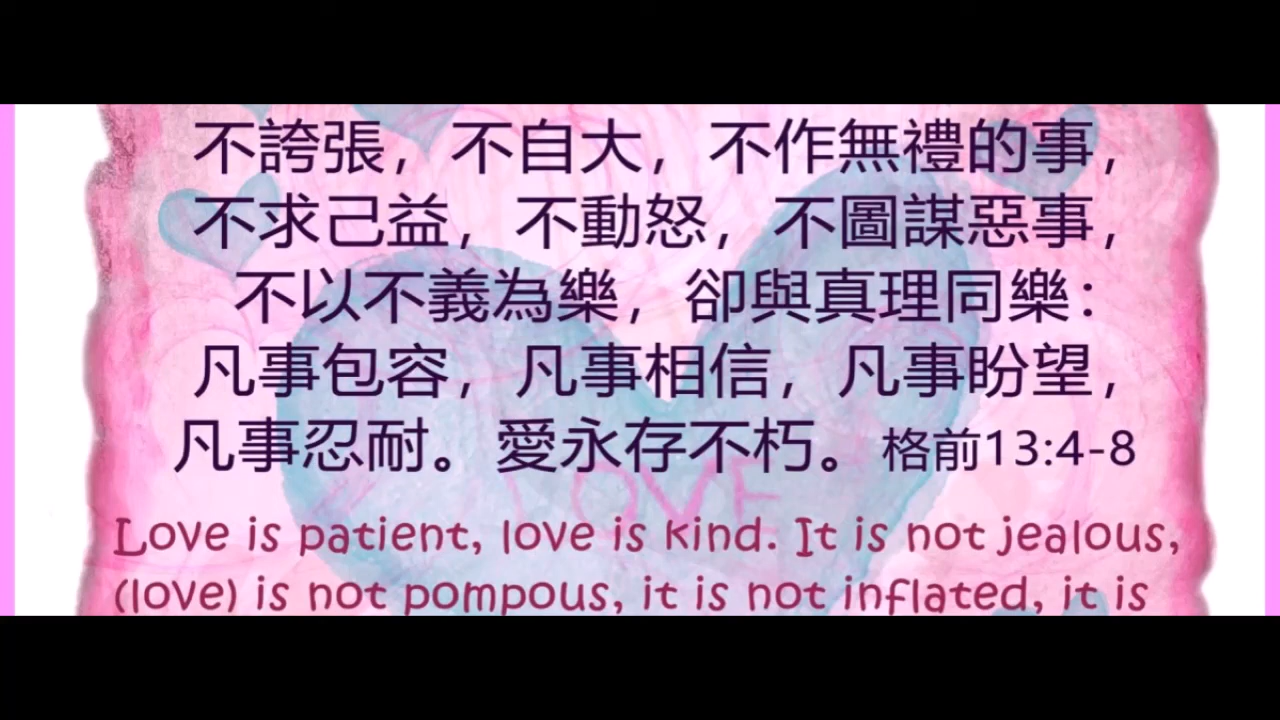 不誇張，不自大，不作無禮的事，
不求己益，不動怒，不圖謀惡事，
不以不義為樂，卻與真理同樂：
凡事包容，凡事相信，凡事盼望，
凡事忍耐。愛永存不朽。格前13:4-8
LOVE
Love is patient, love is kind. It is not jealous,
(love) is not pompous, it is not inflated, it is